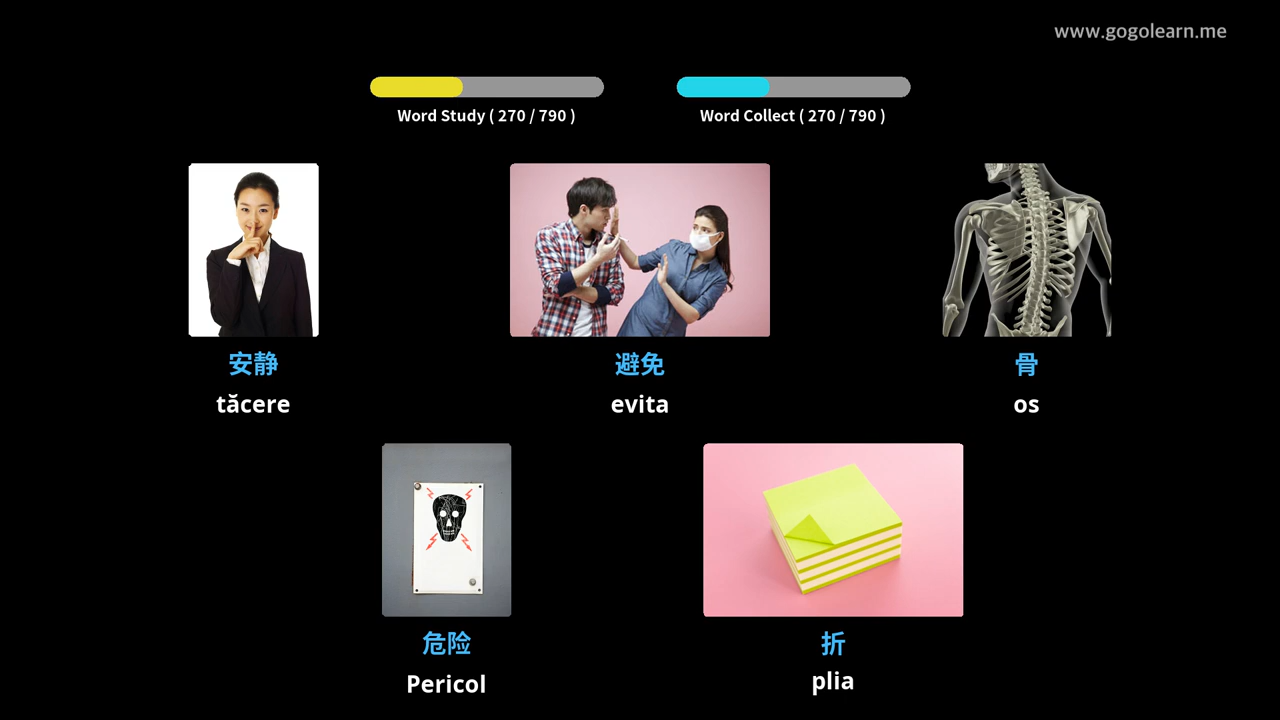 www.gogolearn.me
Word Study ( 270 / 790 )
Word Collect ( 270 / 790 )
安静
tăcere
避免
evita
骨
os
危险
Pericol
折
plia